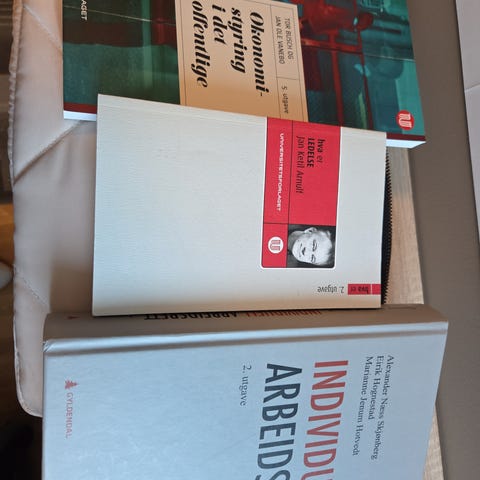 TOR BUSCH OG
JAN OLE VANEBO
Økonomi-
styring
i det
offentlige
5. utgave
hva er
LEDELSE
Jan Ketil Arnulf
UNIVERSITETSFORLAGET
hva er
2. utgave
ARBEIDSRETT
Alexander Næss Skjønberg
Eirik Hognestad
Marianne Jenum Hotvedt
INDIVIDU
ARBEIDS
2. utgave
GYLDENDAL